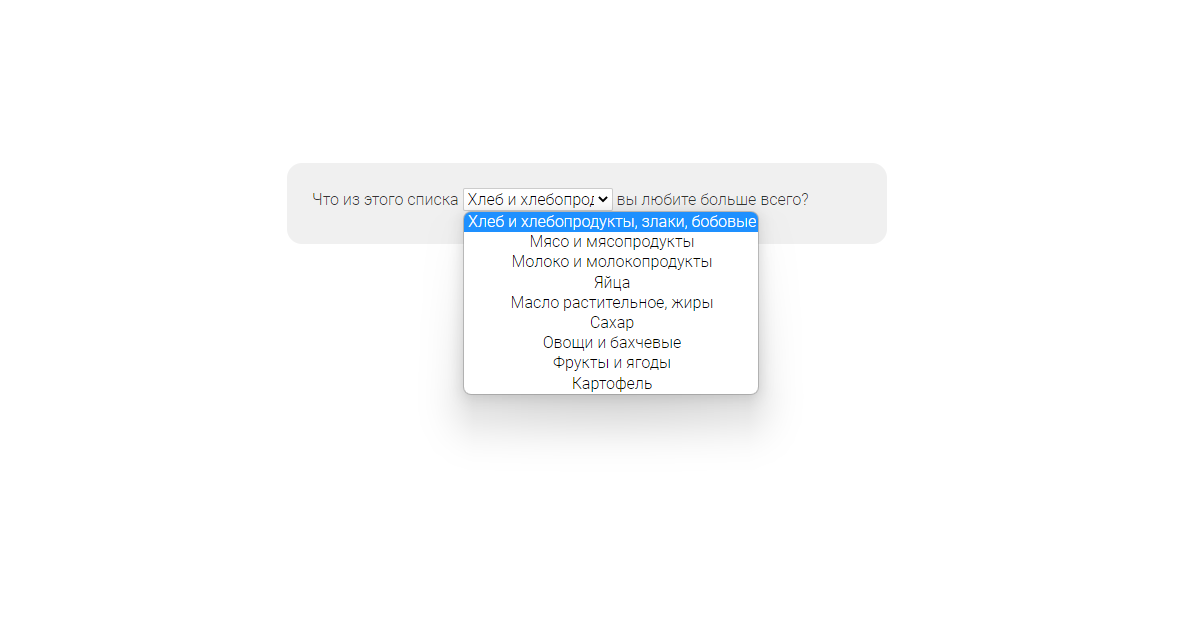 Что из этого списка Хлеб и хлебопрод вы любите больше всего?
Хлеб и хлебопродукты, злаки, бобовые
Мясо и мясопродукты
Молоко и молокопродукты
Яйца
Масло растительное, жиры
Сахар
Овощи и бахчевые
Фрукты и ягоды
Картофель